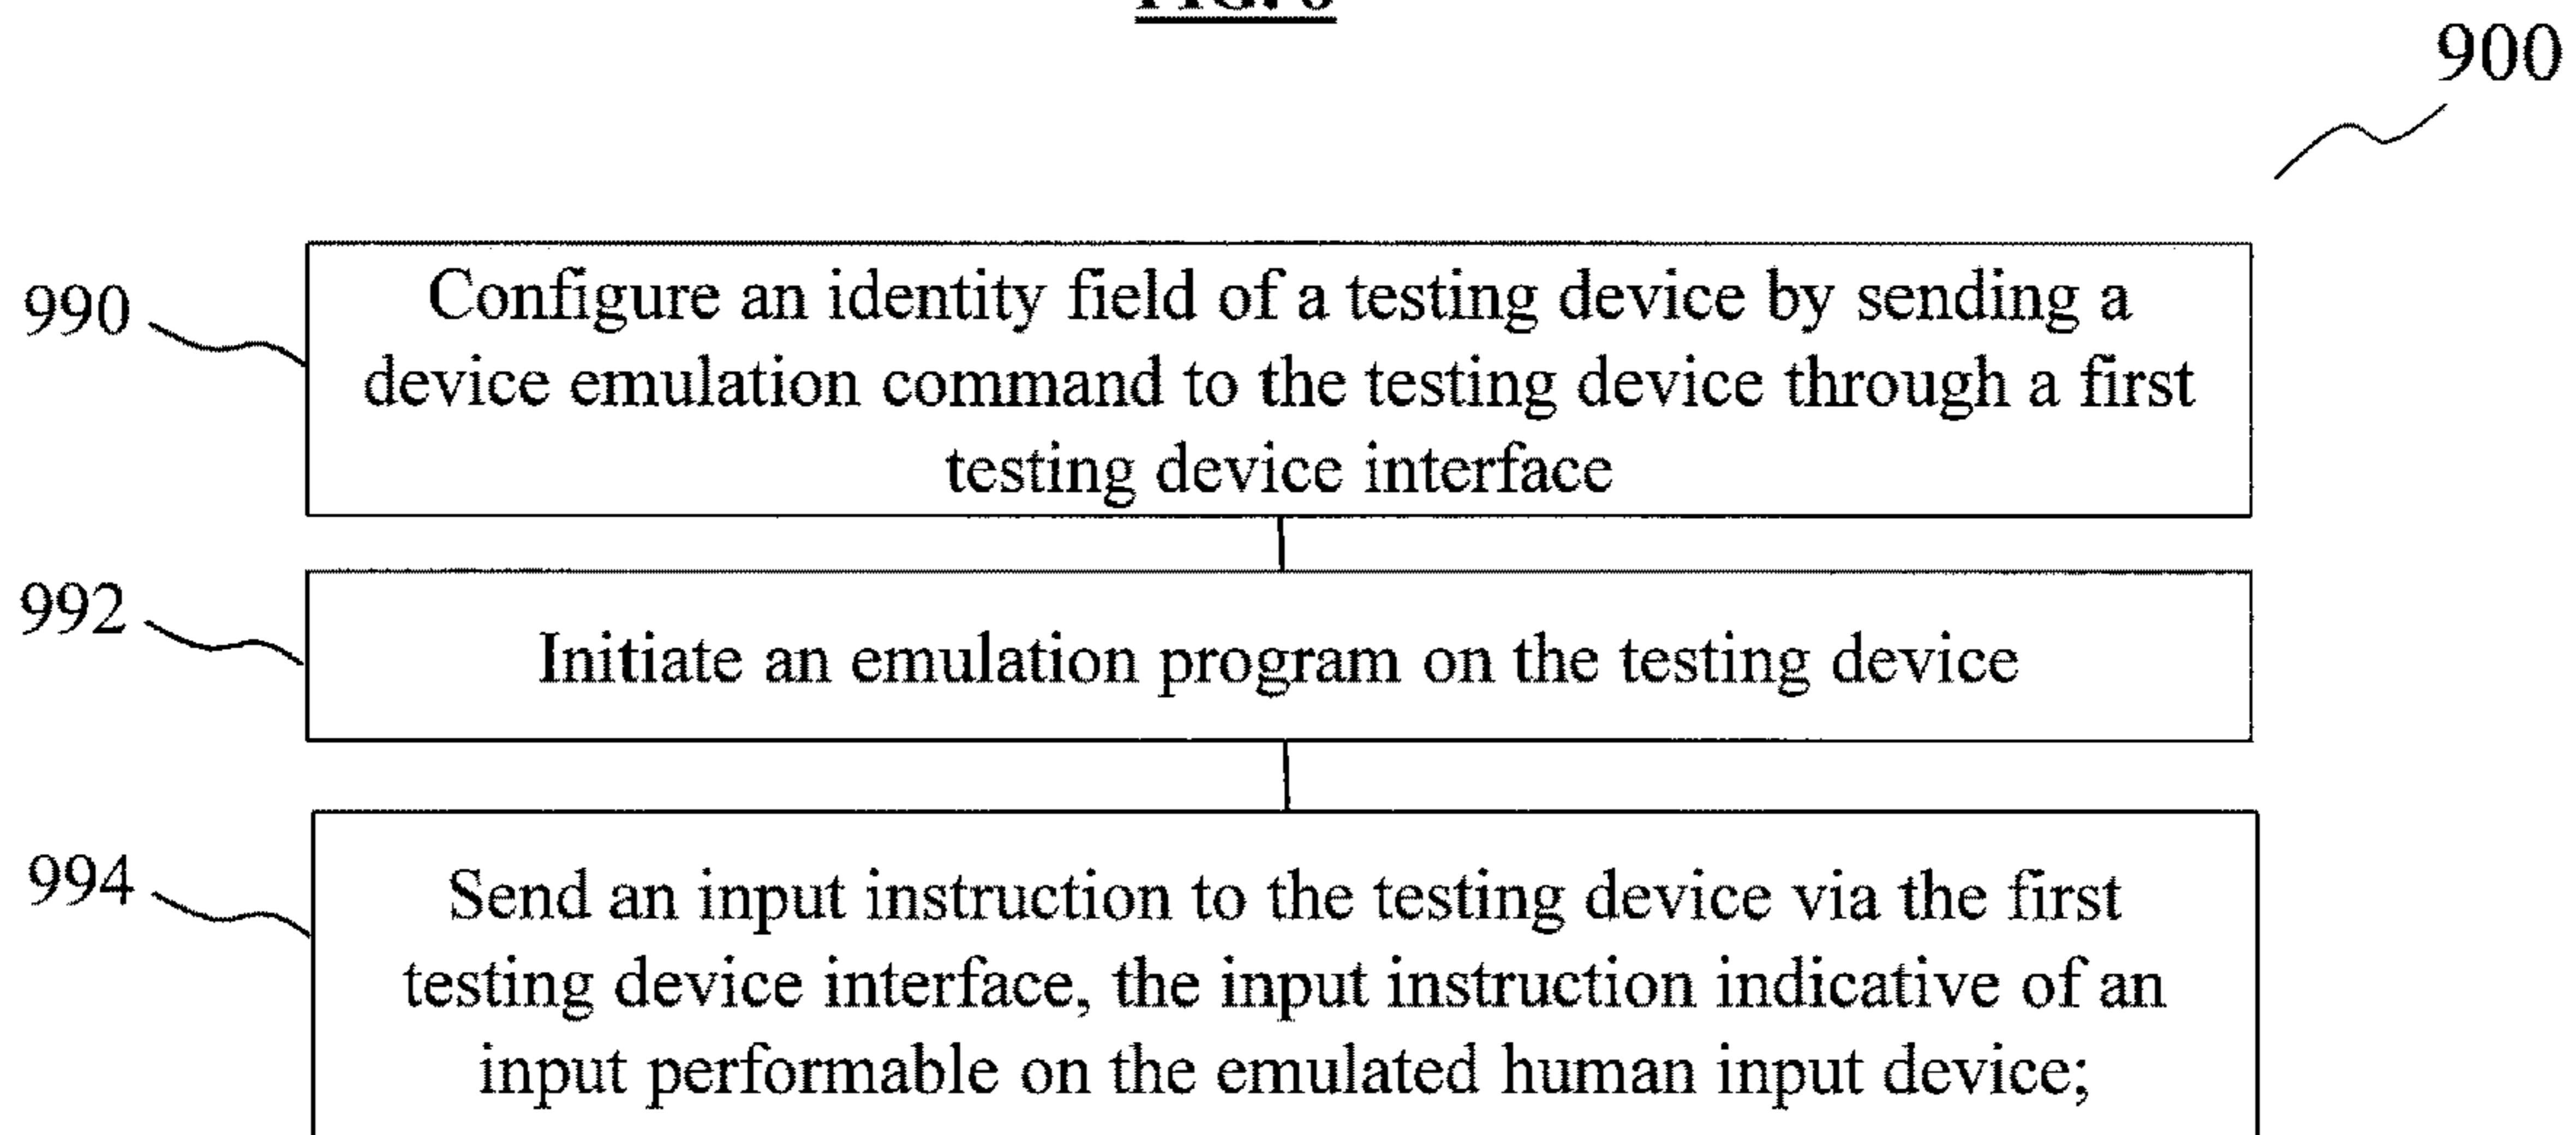 900
990
Configure an identity field of a testing device by sending a
device emulation command to the testing device through a first
testing device interface
992
Initiate an emulation program on the testing device
994
Send an input instruction to the testing device via the first
testing device interface, the input instruction indicative of an
input performable on the emulated human input device;